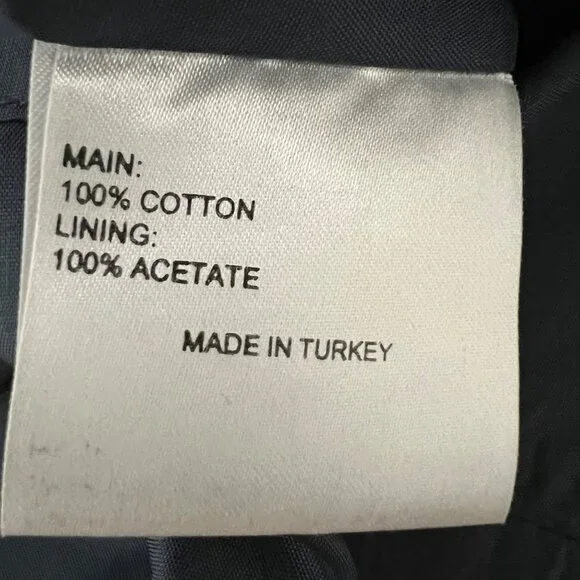 MAIN:
100% COTTON
LINING:
100% ACETATE
MADE IN TURKEY